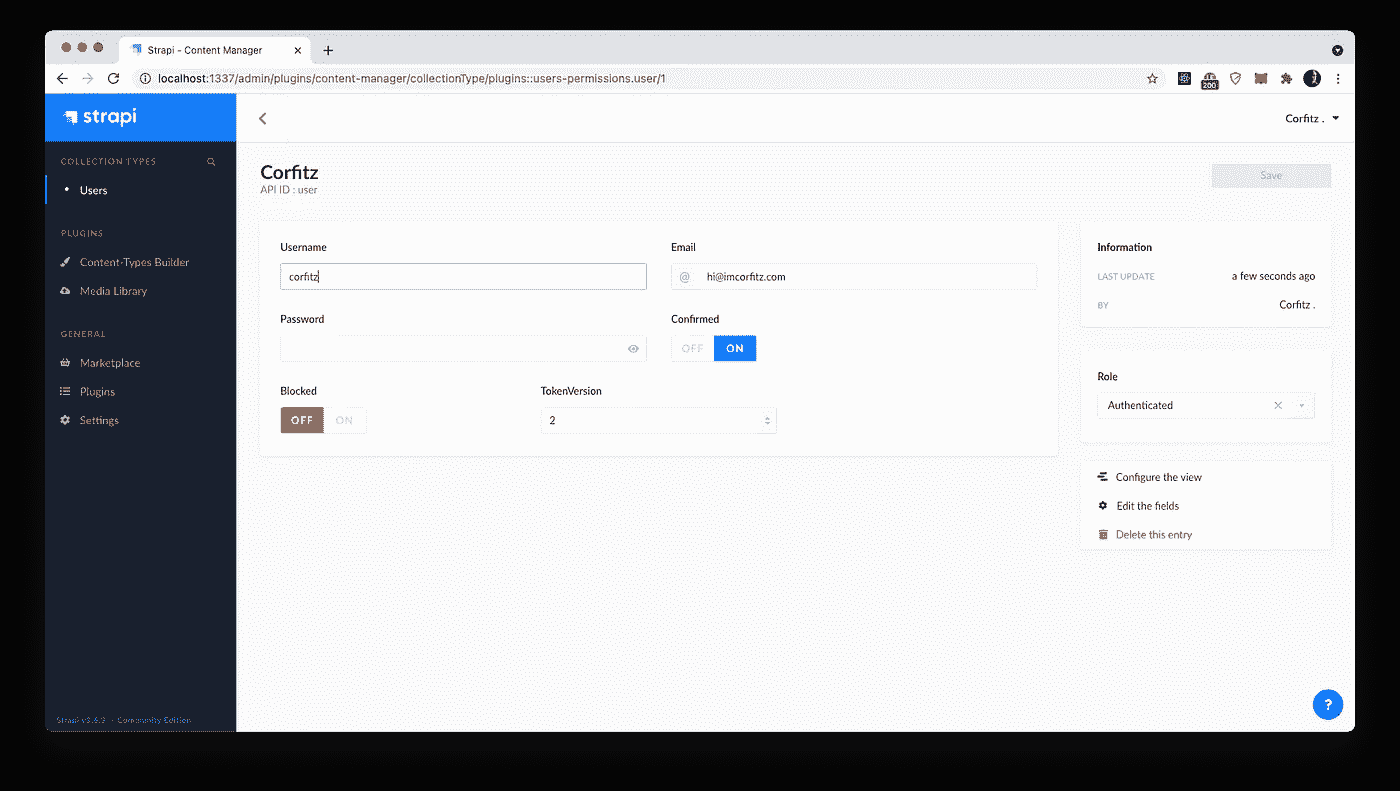 Strapi - Content Manager
localhost:1337/admin/plugins/content-manager/collectionType/plugins::users-permissions.user/1
200
strapi
Corfitz .
COLLECTION TYPES
Users
PLUGINS
Content-Types Builder
Media Library
GENERAL
Marketplace
Plugins
Settings
Strapi v3.6.3 — Community Edition
Corfitz
API ID : user
Save
Username
corfitz
Email
@ hi@imcorfitz.com
Password
Confirmed
OFF ON
Blocked
OFF ON
TokenVersion
2
Information
LAST UPDATE a few seconds ago
BY Corfitz .
Role
Authenticated
Configure the view
Edit the fields
Delete this entry
?